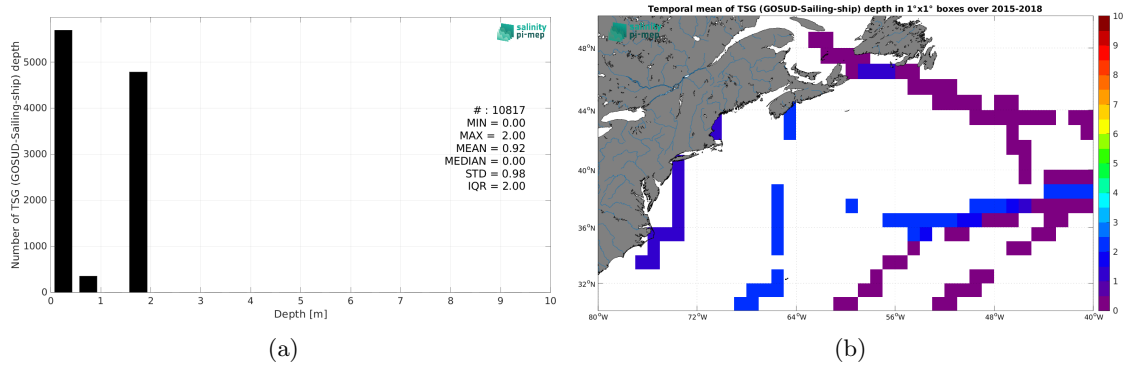 salinity
pi-mep
Number of TSG (GOSUD-Sailing-ship) depth
5000
4000
3000
2000
1000
0
# : 10817
MIN = 0.00
MAX = 2.00
MEAN = 0.92
MEDIAN = 0.00
STD = 0.98
IQR = 2.00
0 1 2 3 4 5 6 7 8 9 10
Depth [m]
(a)
Temporal mean of TSG (GOSUD-Sailing-ship) depth in 1°x1° boxes over 2015-2018
salinity
pi-mep
48°N
44°N
40°N
36°N
32°N
80°W 72°W 64°W 56°W 48°W 40°W
10
9
8
7
6
5
4
3
2
1
0
(b)